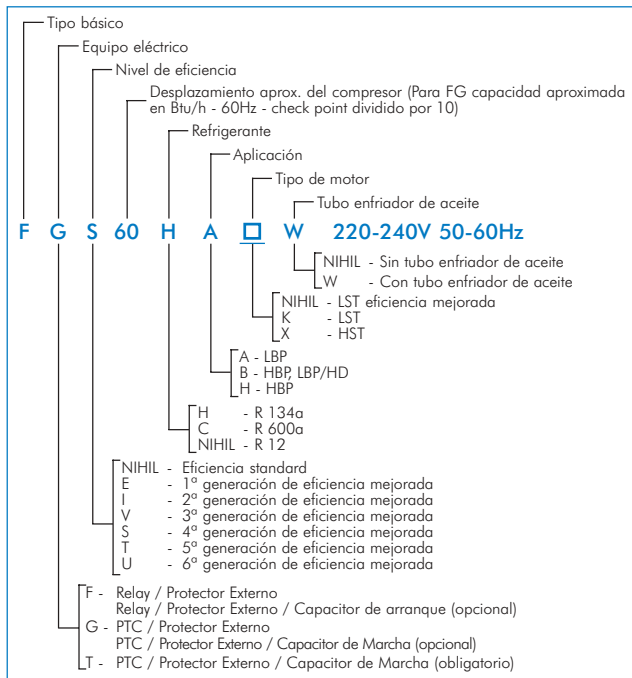 Tipo básico
Equipo eléctrico
Nivel de eficiencia
Desplazamiento aprox. del compresor (Para FG capacidad aproximada
en Btu/h - 60Hz - check point dividido por 10)
Refrigerante
Aplicación
Tipo de motor
Tubo enfriador de aceite
F G S 60 H A □ W 220-240V 50-60Hz
NIHIL - Sin tubo enfriador de aceite
W - Con tubo enfriador de aceite
NIHIL - LST eficiencia mejorada
K - LST
X - HST
A - LBP
B - HBP, LBP/HD
H - HBP
H - R 134a
C - R 600a
NIHIL - R 12
NIHIL - Eficiencia standard
E - 1ª generación de eficiencia mejorada
I - 2ª generación de eficiencia mejorada
V - 3ª generación de eficiencia mejorada
S - 4ª generación de eficiencia mejorada
T - 5ª generación de eficiencia mejorada
U - 6ª generación de eficiencia mejorada
F - Relay / Protector Externo
Relay / Protector Externo / Capacitor de arranque (opcional)
G - PTC / Protector Externo
PTC / Protector Externo / Capacitor de Marcha (opcional)
T - PTC / Protector Externo / Capacitor de Marcha (obligatorio)